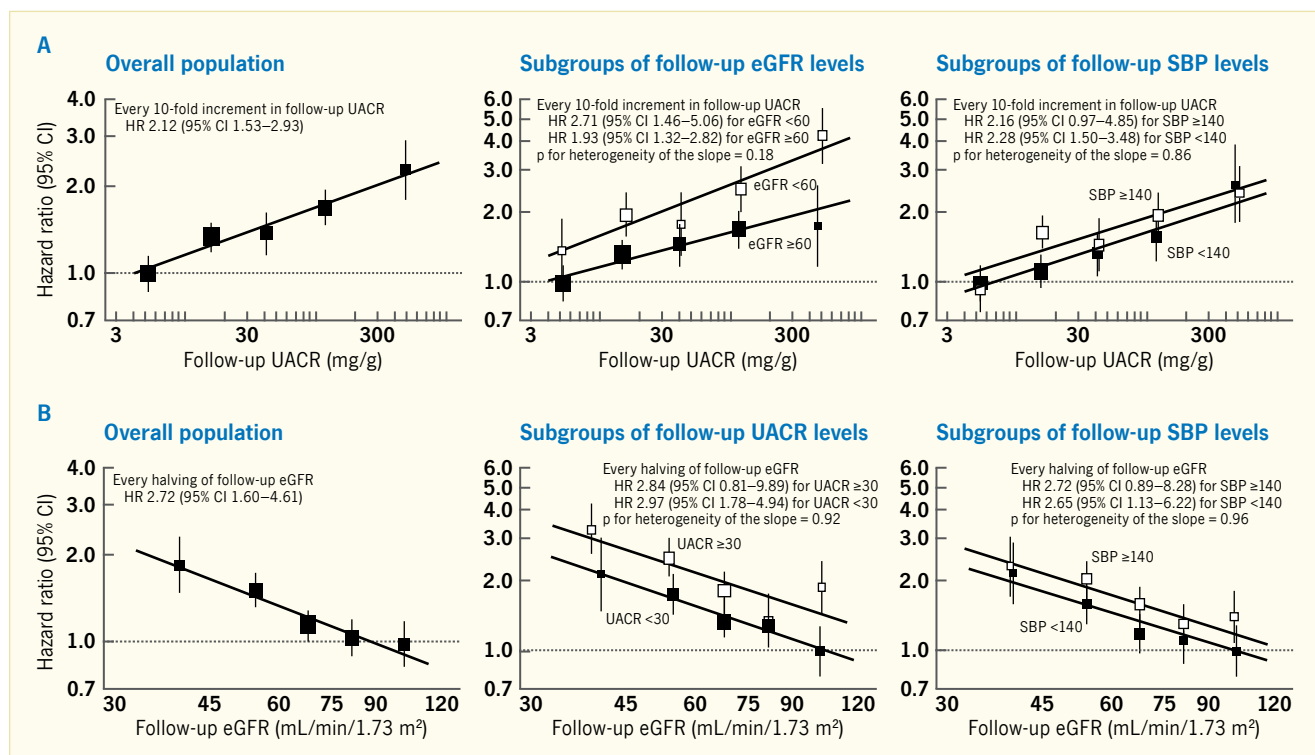 A
Overall population
Hazard ratio (95% CI)
4.0
3.0
2.0
1.0
0.7
Every 10-fold increment in follow-up UACR
HR 2.12 (95% CI 1.53–2.93)
3
30
300
Follow-up UACR (mg/g)
Subgroups of follow-up eGFR levels
6.0
5.0
4.0
3.0
2.0
1.0
0.7
Every 10-fold increment in follow-up UACR
HR 2.71 (95% CI 1.46–5.06) for eGFR <60
HR 1.93 (95% CI 1.32–2.82) for eGFR ≥60
p for heterogeneity of the slope = 0.18
eGFR <60
eGFR ≥60
3
30
300
Follow-up UACR (mg/g)
Subgroups of follow-up SBP levels
6.0
5.0
4.0
3.0
2.0
1.0
0.7
Every 10-fold increment in follow-up UACR
HR 2.16 (95% CI 0.97–4.85) for SBP ≥140
HR 2.28 (95% CI 1.50–3.48) for SBP <140
p for heterogeneity of the slope = 0.86
SBP ≥140
SBP <140
3
30
300
Follow-up UACR (mg/g)
B
Overall population
Hazard ratio (95% CI)
4.0
2.0
1.0
0.7
Every halving of follow-up eGFR
HR 2.72 (95% CI 1.60–4.61)
30
45
60
75
90
120
Follow-up eGFR (mL/min/1.73 m²)
Subgroups of follow-up UACR levels
6.0
5.0
4.0
3.0
2.0
1.0
0.7
Every halving of follow-up eGFR
HR 2.84 (95% CI 0.81–9.89) for UACR ≥30
HR 2.97 (95% CI 1.78–4.94) for UACR <30
p for heterogeneity of the slope = 0.92
UACR ≥30
UACR <30
30
45
60
75
90
120
Follow-up eGFR (mL/min/1.73 m²)
Subgroups of follow-up SBP levels
6.0
5.0
4.0
3.0
2.0
1.0
0.7
Every halving of follow-up eGFR
HR 2.72 (95% CI 0.89–8.28) for SBP ≥140
HR 2.65 (95% CI 1.13–6.22) for SBP <140
p for heterogeneity of the slope = 0.96
SBP ≥140
SBP <140
30
45
60
75
90
120
Follow-up eGFR (mL/min/1.73 m²)